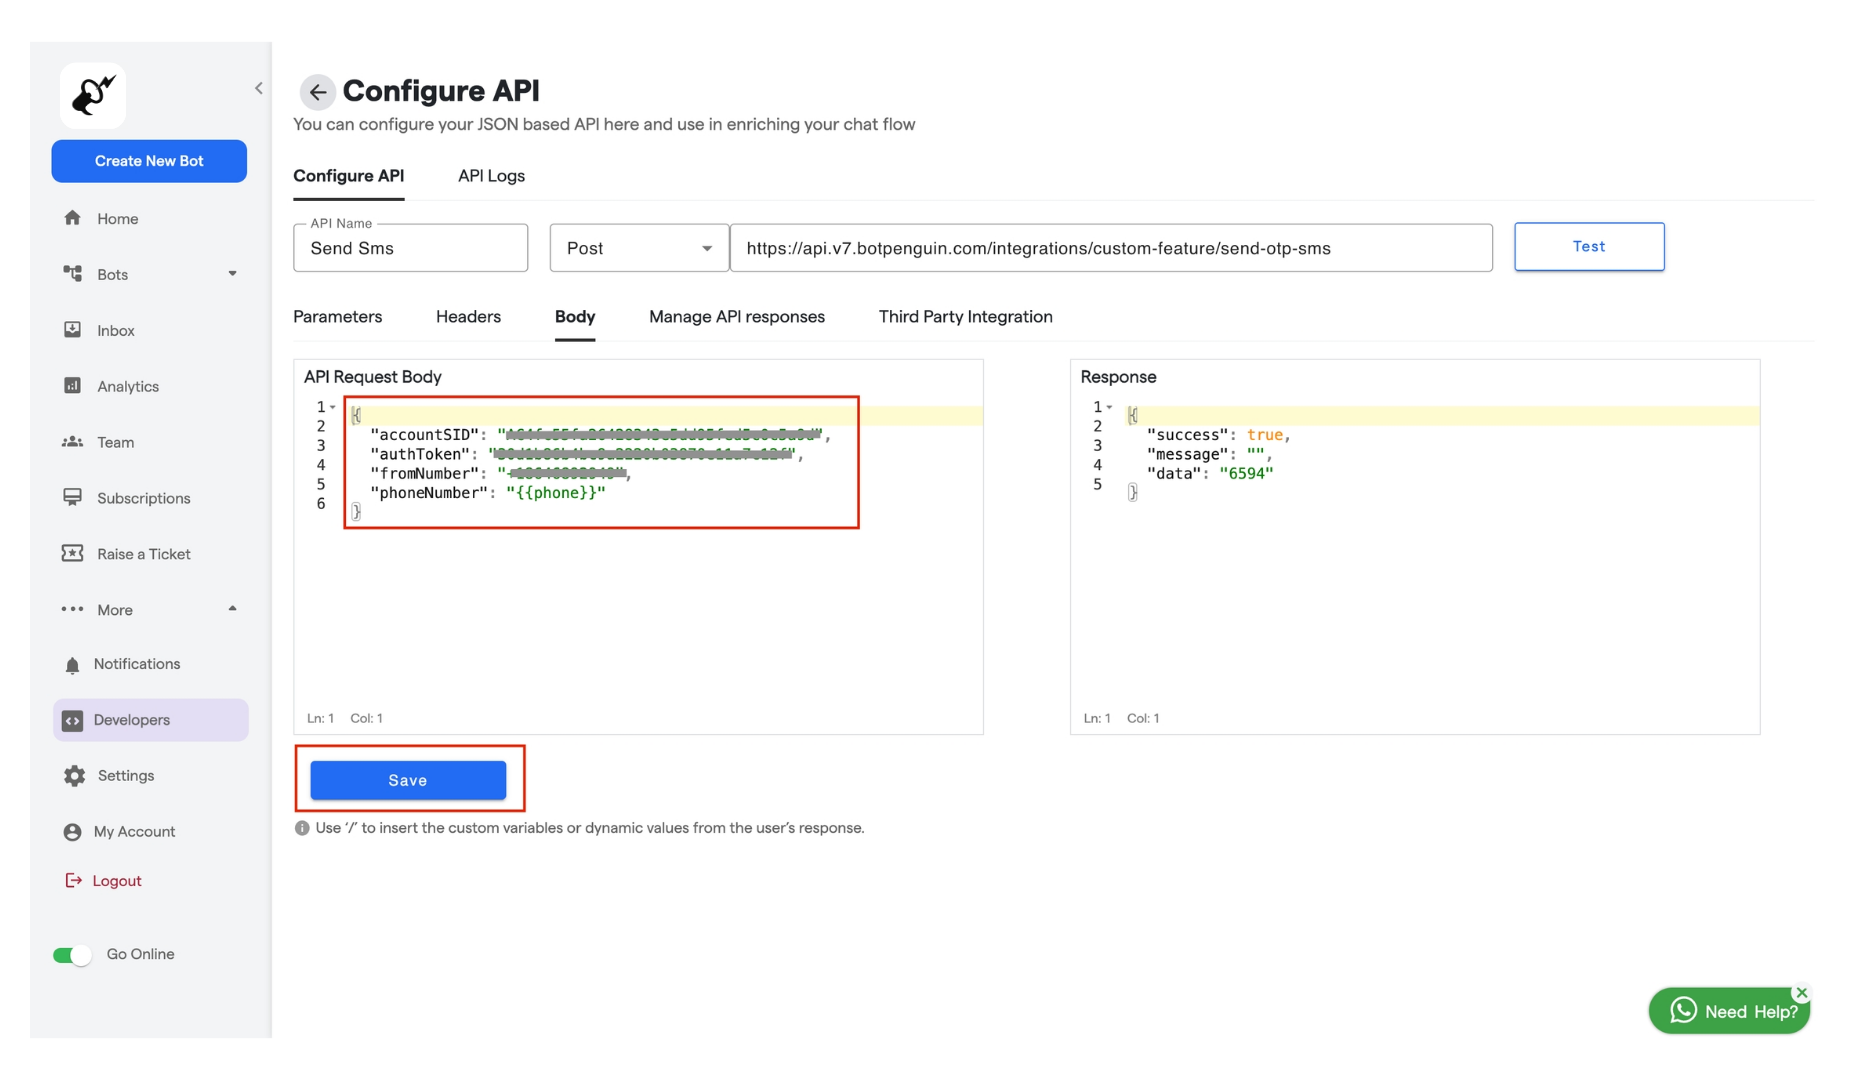 Configure API
You can configure your JSON based API here and use in enriching your chat flow
Create New Bot
Home
Bots
Inbox
Analytics
Team
Subscriptions
Raise a Ticket
More
Notifications
Developers
Settings
My Account
Logout
Go Online
Configure API API Logs
API Name
Send Sms Post https://api.v7.botpenguin.com/integrations/custom-feature/send-otp-sms Test
Parameters Headers Body Manage API responses Third Party Integration
API Request Body
1 {
2 "accountSID": "
3 "authToken": "
4 "fromNumber": "
5 "phoneNumber": "{{phone}}"
6 }
Ln: 1 Col: 1
Response
1 {
2 "success": true,
3 "message": "",
4 "data": "6594"
5 }
Ln: 1 Col: 1
Save
Use '/' to insert the custom variables or dynamic values from the user's response.
Need Help?